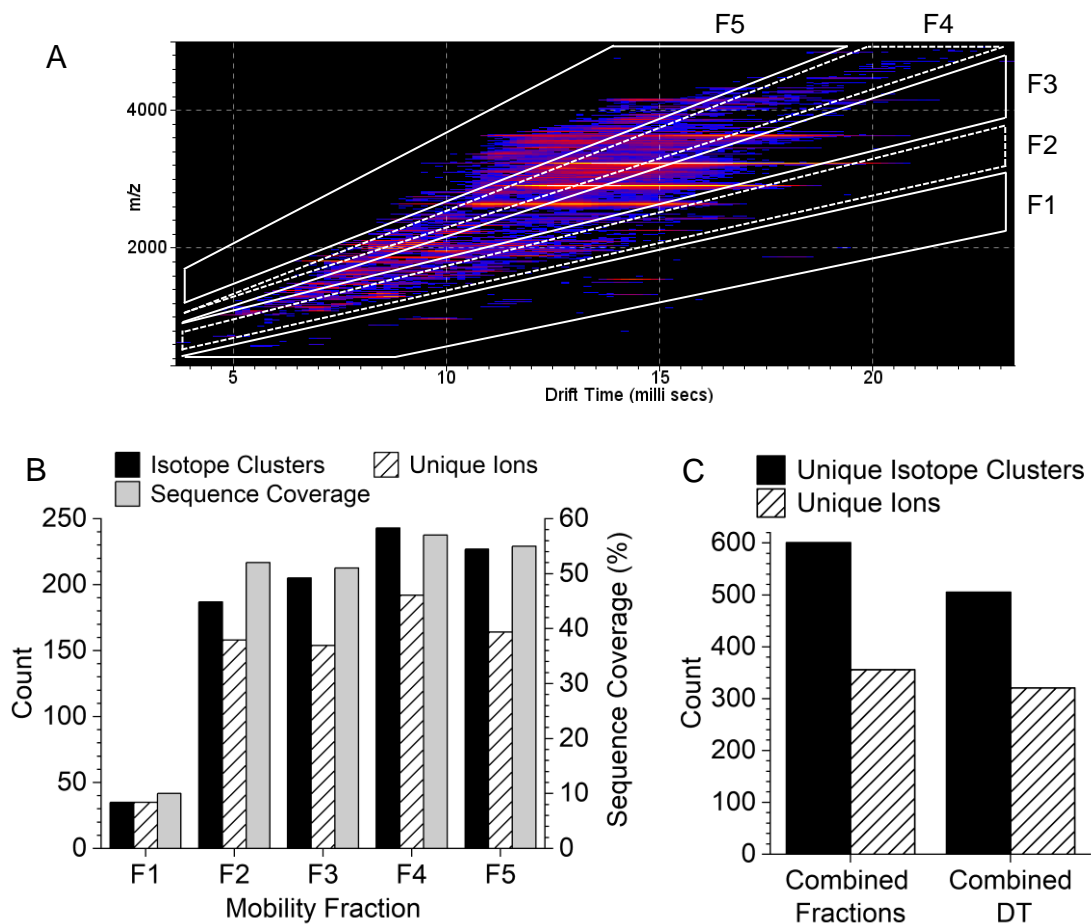 A
F5 F4
F3
F2
F1
m/z
4000
2000
5 10 15 20
Drift Time (milli secs)
B
Isotope Clusters Unique Ions
Sequence Coverage
Count
250
200
150
100
50
0
60
50
40
30
20
10
0
Sequence Coverage (%)
F1 F2 F3 F4 F5
Mobility Fraction
C
Unique Isotope Clusters
Unique Ions
Count
600
500
400
300
200
100
0
Combined Combined
Fractions DT